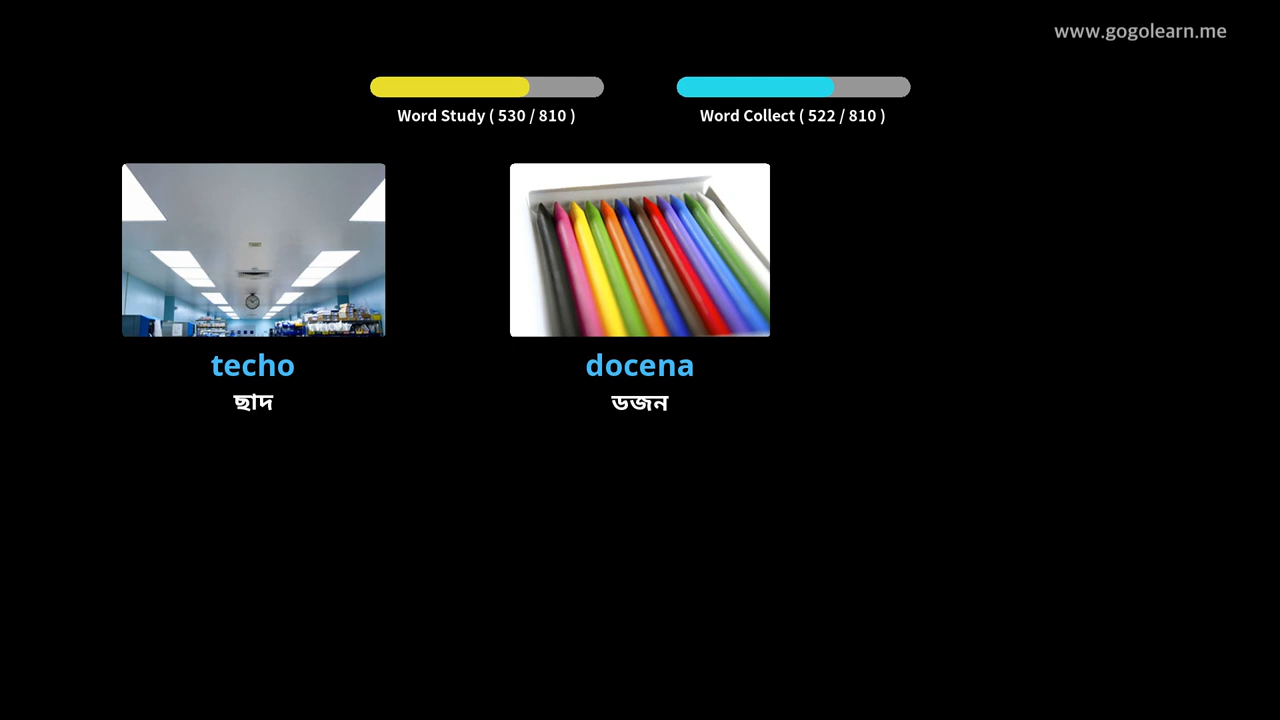 www.gogolearn.me
Word Study ( 530 / 810 )
Word Collect ( 522 / 810 )
techo
docena
ছাদ
ডজন